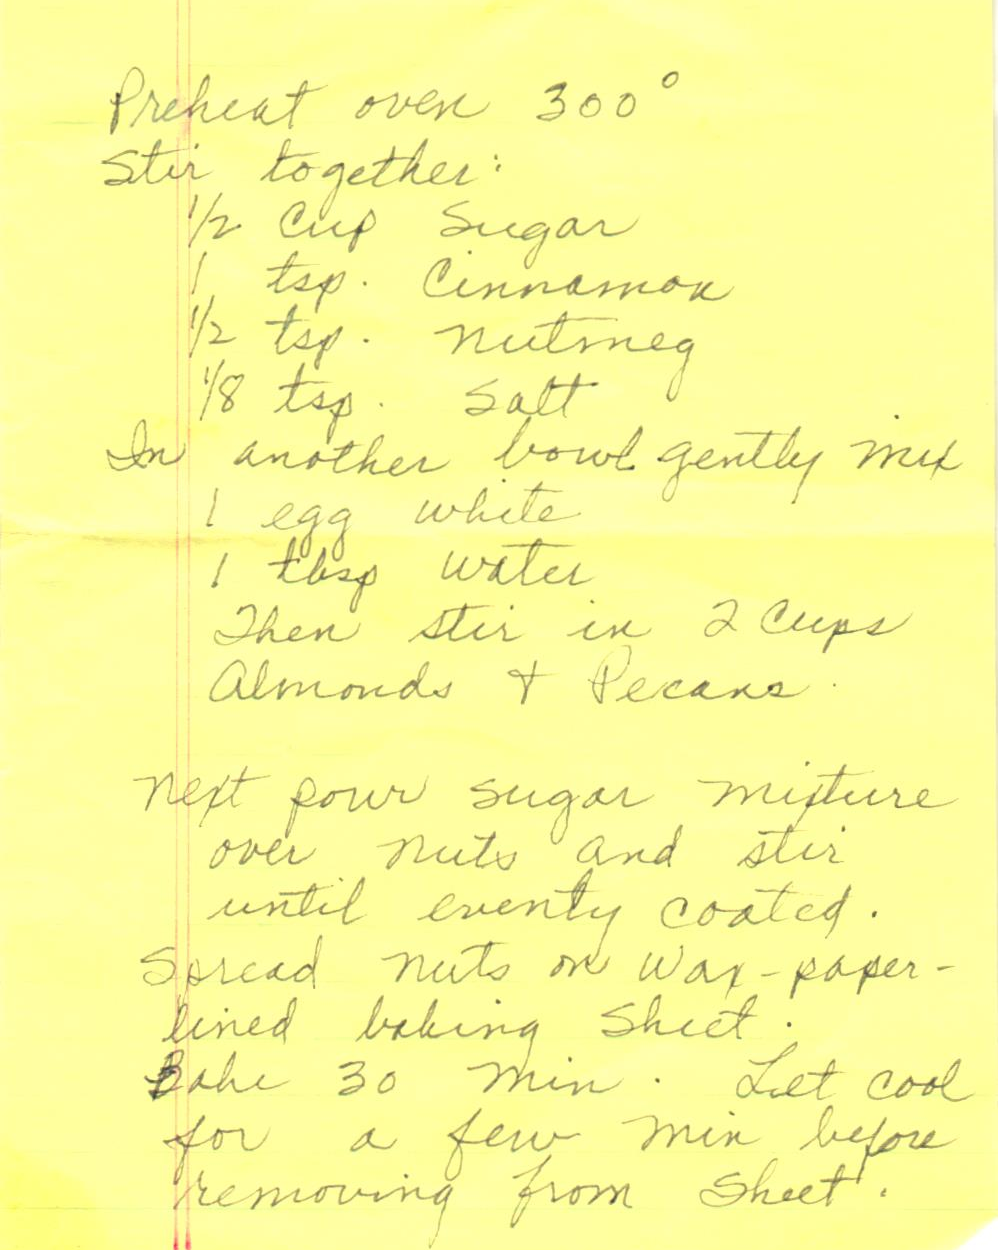 Preheat oven 300°
Stir together:
1/2 Cup Sugar
1 tsp. Cinnamon
1/2 tsp. nutmeg
1/8 tsp. Salt
In another bowl gently mix
1 egg white
1 tbsp water
Then stir in 2 Cups
Almonds & Pecans.
Next pour sugar mixture
over nuts and stir
until evenly coated.
Spread nuts on wax-paper-
lined baking sheet.
Bake 30 min. Let cool
for a few min before
removing from sheet.